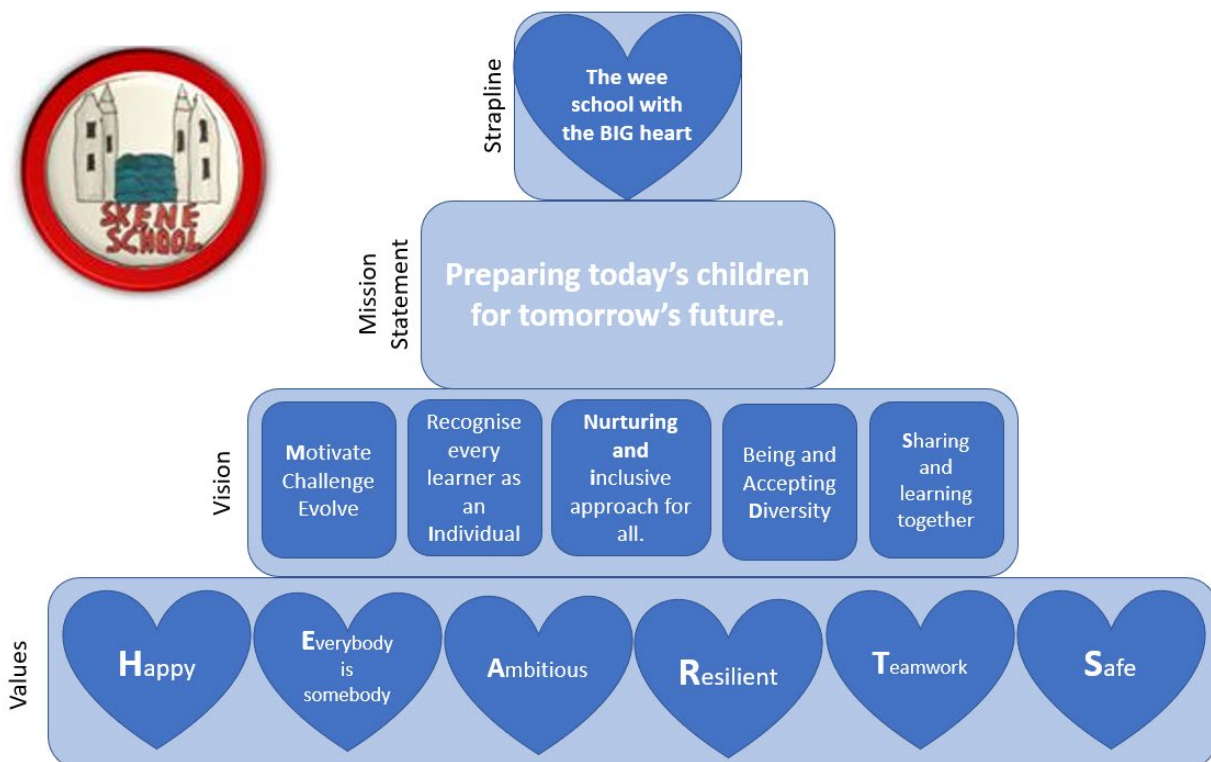 SKENE
SCHOOL
Strapline
The wee
school with
the BIG heart
Mission
Statement
Preparing today's children
for tomorrow's future.
Vision
Motivate
Challenge
Evolve
Recognise
every
learner as
an
Individual
Nurturing
and
inclusive
approach for
all.
Being and
Accepting
Diversity
Sharing
and
learning
together
Values
Happy
Everybody
is
somebody
Ambitious
Resilient
Teamwork
Safe